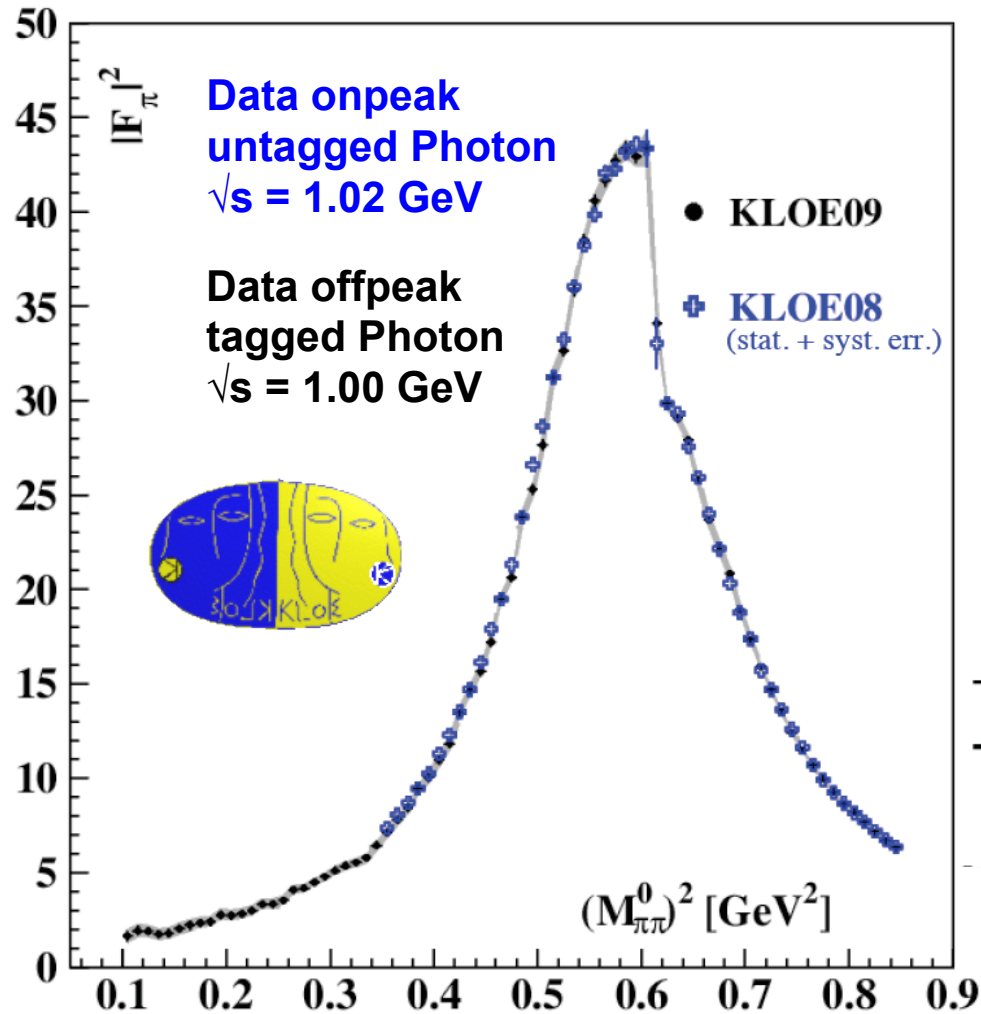 50
45
40
35
30
25
20
15
10
5
0
|F_π|²
Data onpeak
untagged Photon
√s = 1.02 GeV
Data offpeak
tagged Photon
√s = 1.00 GeV
KLOE09
KLOE08
(stat. + syst. err.)
(M⁰_ππ)² [GeV²]
0.1 0.2 0.3 0.4 0.5 0.6 0.7 0.8 0.9